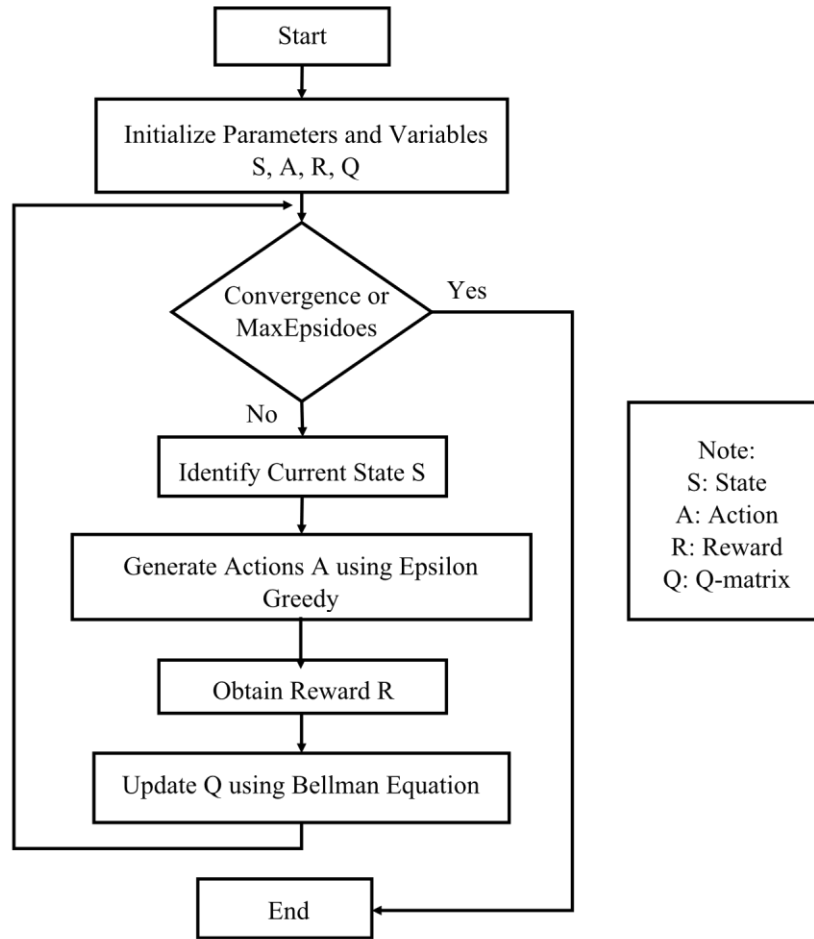 Start
Initialize Parameters and Variables
S, A, R, Q
Convergence or
MaxEpsidoes
Yes
No
Identify Current State S
Generate Actions A using Epsilon
Greedy
Obtain Reward R
Update Q using Bellman Equation
End
Note:
S: State
A: Action
R: Reward
Q: Q-matrix